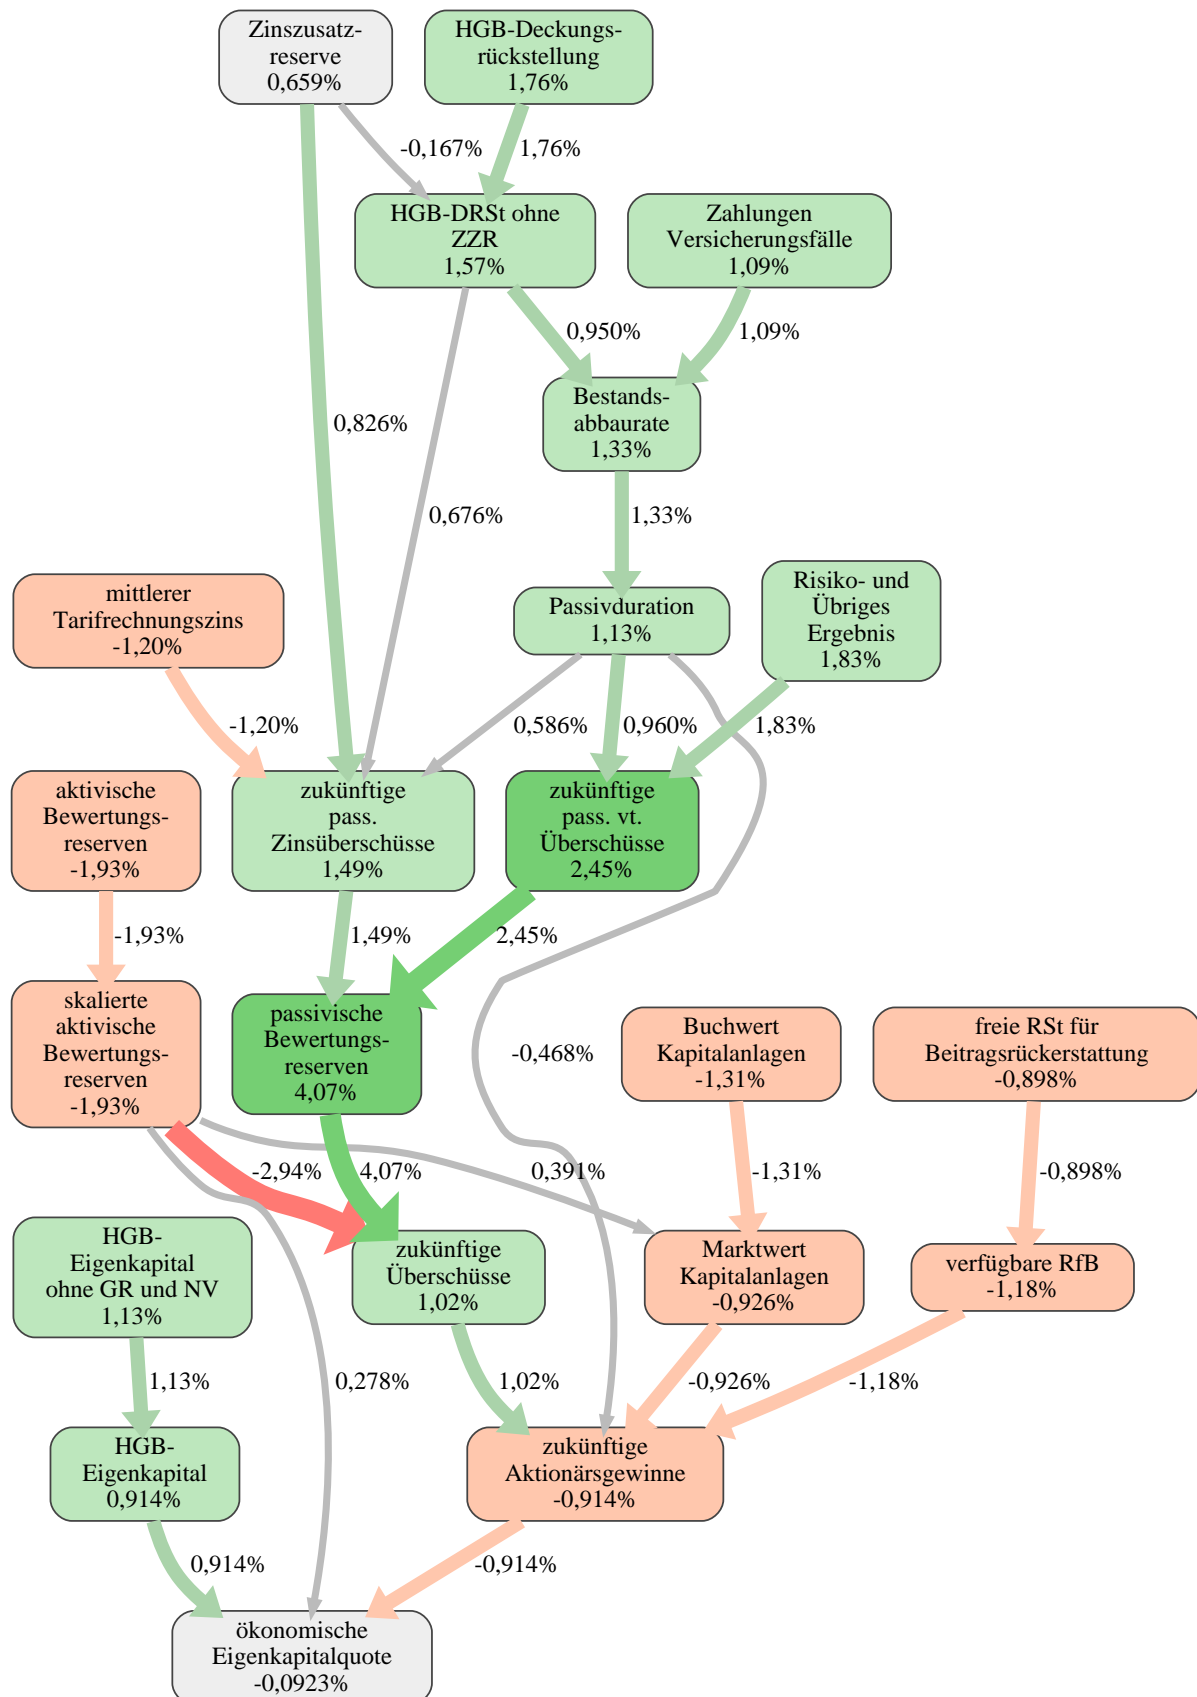 Zinszusatz-
reserve
0,659%
HGB-Deckungs-
rückstellung
1,76%
-0,167%
1,76%
HGB-DRSt ohne
ZZR
1,57%
Zahlungen
Versicherungsfälle
1,09%
0,950%
1,09%
Bestands-
abbaurate
1,33%
0,826%
0,676%
1,33%
mittlerer
Tarifrechnungszins
-1,20%
Passivduration
1,13%
Risiko- und
Übriges
Ergebnis
1,83%
-1,20%
0,586%
0,960%
1,83%
aktivische
Bewertungs-
reserven
-1,93%
zukünftige
pass.
Zinsüberschüsse
1,49%
zukünftige
pass. vt.
Überschüsse
2,45%
-1,93%
1,49%
2,45%
skalierte
aktivische
Bewertungs-
reserven
-1,93%
passivische
Bewertungs-
reserven
4,07%
-0,468%
Buchwert
Kapitalanlagen
-1,31%
freie RSt für
Beitragsrückerstattung
-0,898%
-2,94%
4,07%
0,391%
-1,31%
-0,898%
HGB-
Eigenkapital
ohne GR und NV
1,13%
zukünftige
Überschüsse
1,02%
Marktwert
Kapitalanlagen
-0,926%
verfügbare RfB
-1,18%
1,13%
0,278%
1,02%
-0,926%
-1,18%
HGB-
Eigenkapital
0,914%
zukünftige
Aktionärsgewinne
-0,914%
0,914%
-0,914%
ökonomische
Eigenkapitalquote
-0,0923%